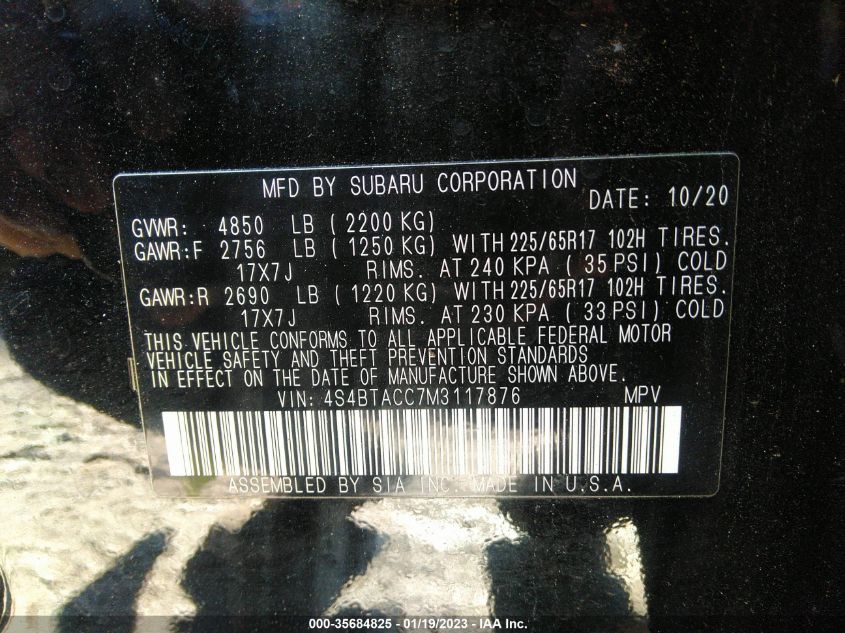 MFD BY SUBARU CORPORATION DATE: 10/20
GVWR: 4850 LB ( 2200 KG)
GAWR:F 2756 LB ( 1250 KG) WITH 225/65R17 102H TIRES.
17X7J RIMS. AT 240 KPA ( 35 PSI) COLD
GAWR:R 2690 LB ( 1220 KG) WITH 225/65R17 102H TIRES.
17X7J RIMS. AT 230 KPA ( 33 PSI) COLD
THIS VEHICLE CONFORMS TO ALL APPLICABLE FEDERAL MOTOR
VEHICLE SAFETY AND THEFT PREVENTION STANDARDS
IN EFFECT ON THE DATE OF MANUFACTURE SHOWN ABOVE.
VIN: 4S4BTACC7M3117876 MPV
ASSEMBLED BY SIA INC. MADE IN U.S.A.
000-35684825 - 01/19/2023 - IAA Inc.